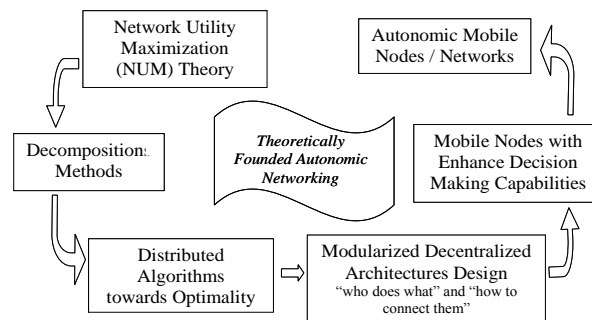 Network Utility
Maximization
(NUM) Theory
Decompositions
Methods
Distributed
Algorithms
towards Optimality
Modularized Decentralized
Architectures Design
“who does what” and “how to
connect them”
Mobile Nodes with
Enhance Decision
Making Capabilities
Autonomic Mobile
Nodes / Networks
Theoretically
Founded Autonomic
Networking